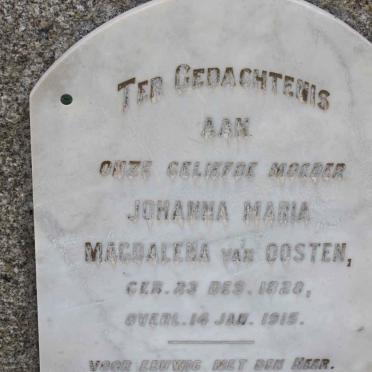 TER GEDACHTENIS
AAN
ONZE GELIEFDE MOEDER
JOHANNA MARIA
MAGDALENA VAN OOSTEN,
GEB. 23 DES. 1828,
OVERL. 14 JAN. 1915.
VOOR EEUWIG MET DEN HEER.